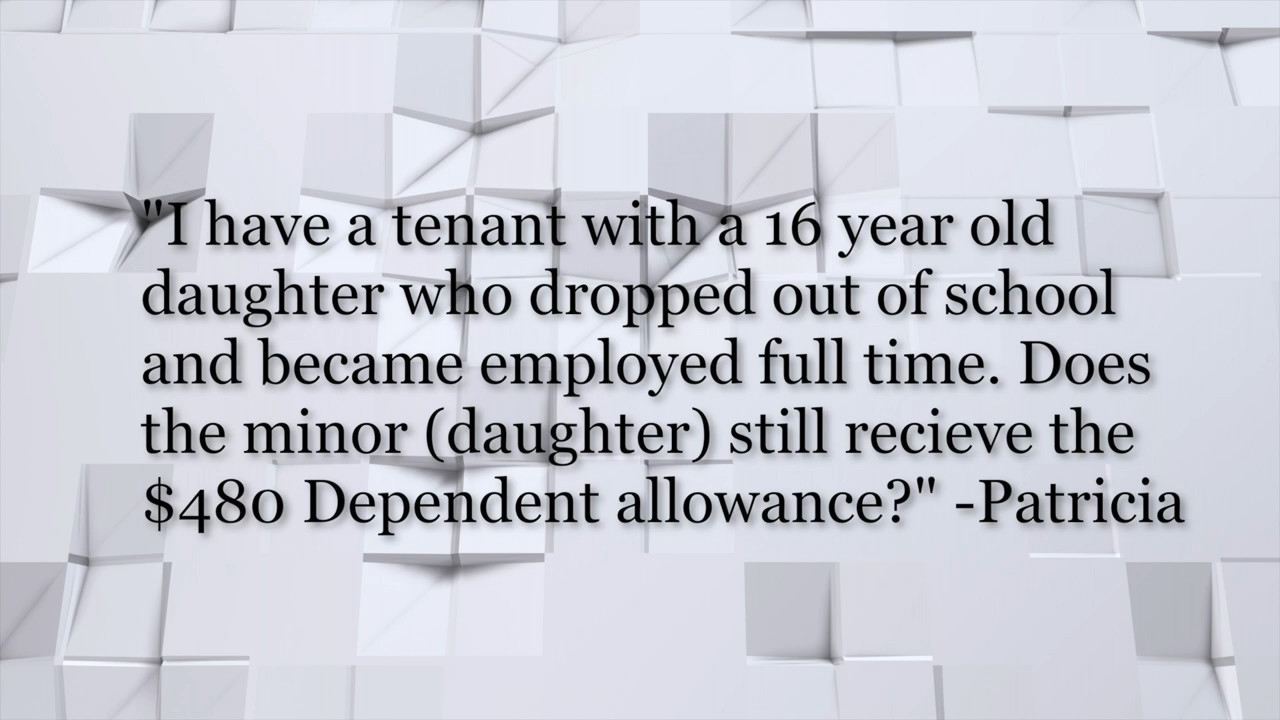 "I have a tenant with a 16 year old
daughter who dropped out of school
and became employed full time. Does
the minor (daughter) still recieve the
$480 Dependent allowance?" -Patricia